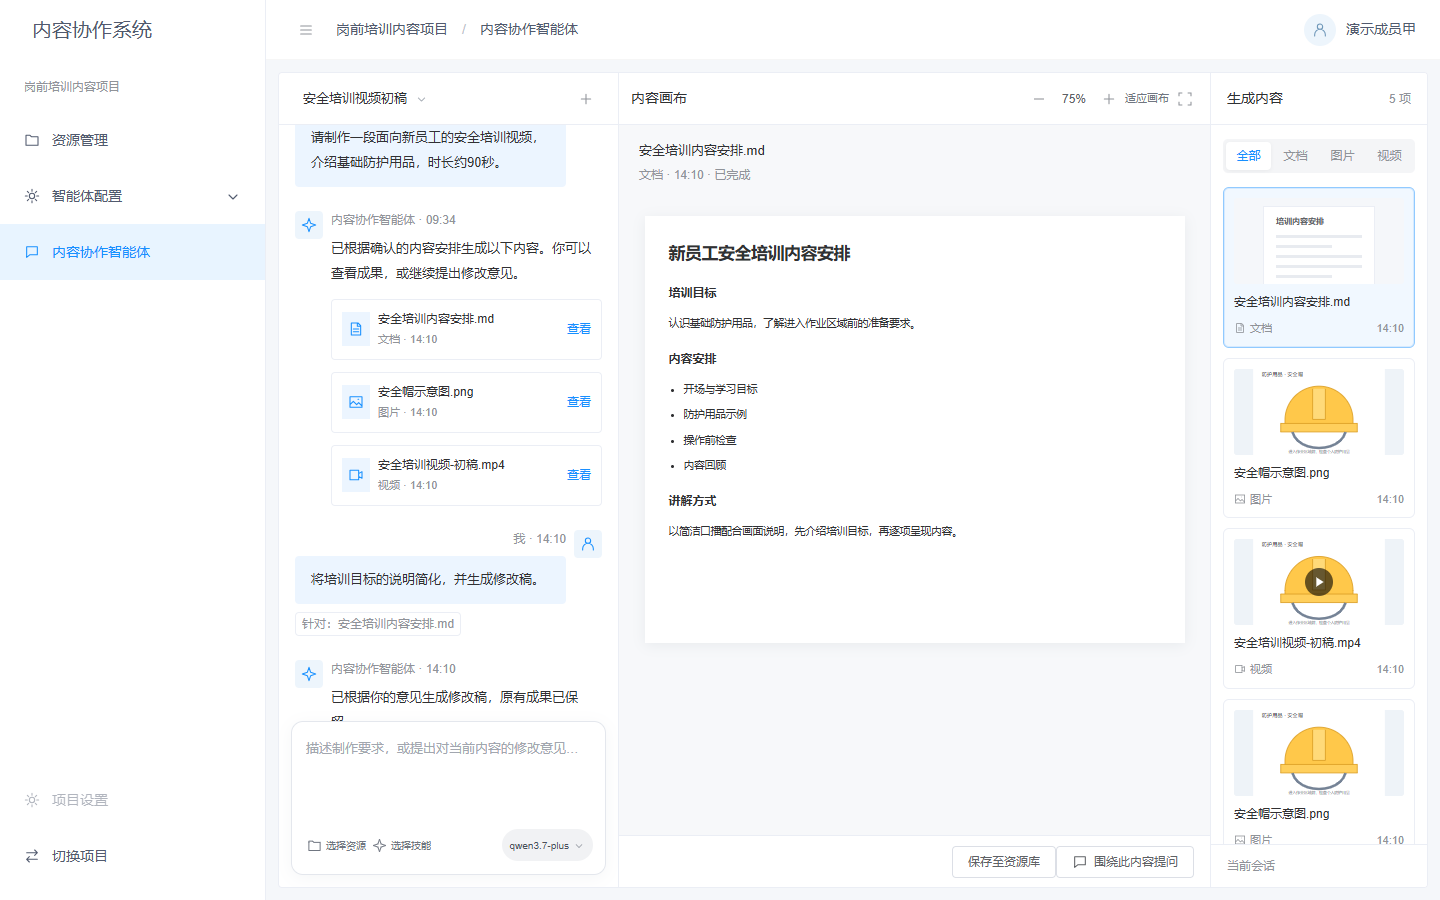 内容协作系统
岗前培训内容项目 / 内容协作智能体
演示成员甲
岗前培训内容项目
资源管理
智能体配置
内容协作智能体
项目设置
切换项目
安全培训视频初稿
请制作一段面向新员工的安全培训视频，
介绍基础防护用品，时长约90秒。
内容协作智能体 · 09:34
已根据确认的内容安排生成以下内容。你可以
查看成果，或继续提出修改意见。
安全培训内容安排.md
文档 · 14:10
查看
安全帽示意图.png
图片 · 14:10
查看
安全培训视频-初稿.mp4
视频 · 14:10
查看
我 · 14:10
将培训目标的说明简化，并生成修改稿。
针对：安全培训内容安排.md
内容协作智能体 · 14:10
已根据你的意见生成修改稿，原有成果已保
留。
描述制作要求，或提出对当前内容的修改意见...
选择资源 选择技能
qwen3.7-plus
内容画布
75%
适应画布
安全培训内容安排.md
文档 · 14:10 · 已完成
新员工安全培训内容安排
培训目标
认识基础防护用品，了解进入作业区域前的准备要求。
内容安排
• 开场与学习目标
• 防护用品示例
• 操作前检查
• 内容回顾
讲解方式
以简洁口播配合画面说明，先介绍培训目标，再逐项呈现内容。
保存至资源库
围绕此内容提问
生成内容
5 项
全部 文档 图片 视频
培训内容安排
安全培训内容安排.md
文档 14:10
防护用品 · 安全帽
安全帽示意图.png
图片 14:10
防护用品 · 安全帽
安全培训视频-初稿.mp4
视频 14:10
防护用品 · 安全帽
安全帽示意图.png
图片 14:10
当前会话